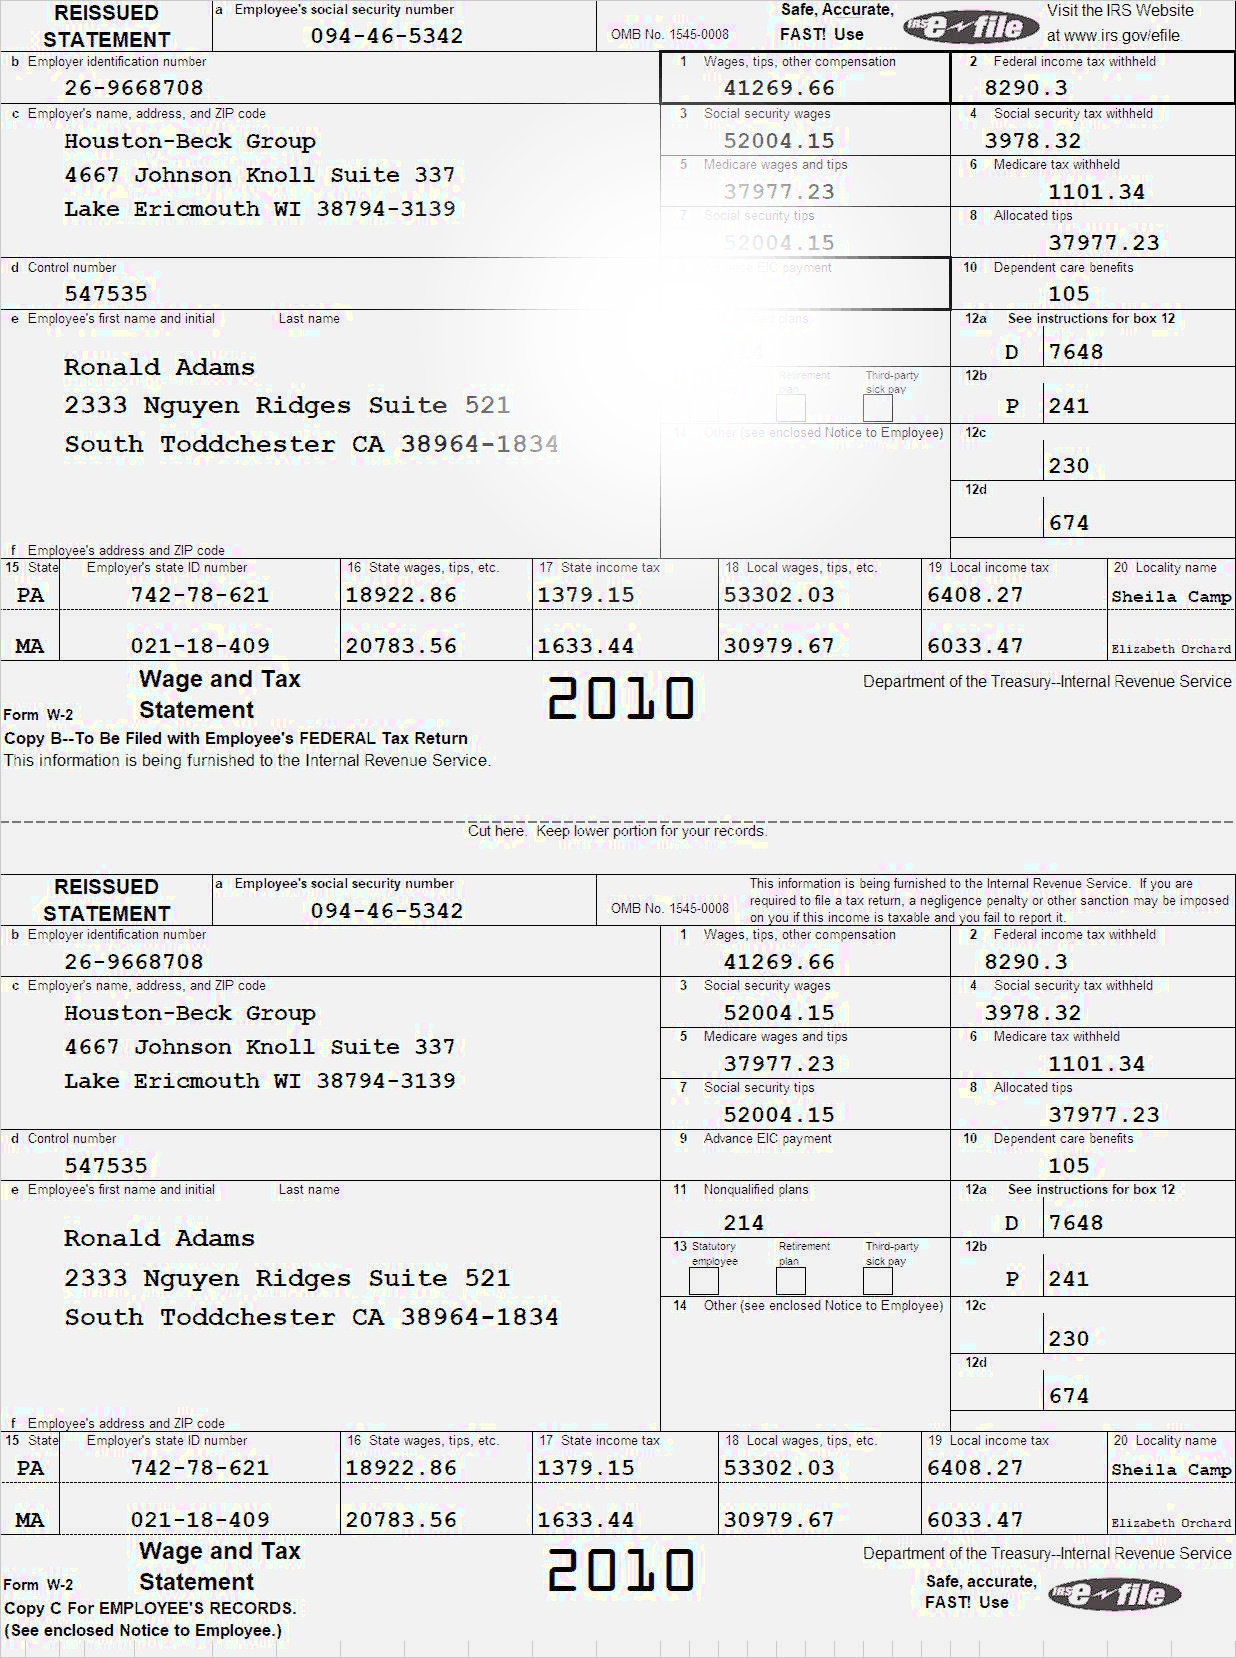 REISSUED STATEMENT
a Employee's social security number
094-46-5342
OMB No. 1545-0008
Safe, Accurate, FAST! Use
IRS e-file
Visit the IRS Website at www.irs.gov/efile
b Employer identification number
26-9668708
1 Wages, tips, other compensation
41269.66
2 Federal income tax withheld
8290.3
c Employer's name, address, and ZIP code
Houston-Beck Group
4667 Johnson Knoll Suite 337
Lake Ericmouth WI 38794-3139
3 Social security wages
52004.15
4 Social security tax withheld
3978.32
5 Medicare wages and tips
37977.23
6 Medicare tax withheld
1101.34
7 Social security tips
52004.15
8 Allocated tips
37977.23
d Control number
547535
EIC payment
10 Dependent care benefits
105
e Employee's first name and initial Last name
Ronald Adams
2333 Nguyen Ridges Suite 521
South Toddchester CA 38964-1834
plans
12a See instructions for box 12
D 7648
Retirement plan
Third-party sick pay
12b
P 241
14 Other (see enclosed Notice to Employee)
12c
230
12d
674
f Employee's address and ZIP code
15 State Employer's state ID number 16 State wages, tips, etc. 17 State income tax 18 Local wages, tips, etc. 19 Local income tax 20 Locality name
PA 742-78-621 18922.86 1379.15 53302.03 6408.27 Sheila Camp
MA 021-18-409 20783.56 1633.44 30979.67 6033.47 Elizabeth Orchard
Form W-2 Wage and Tax Statement
2010
Department of the Treasury--Internal Revenue Service
Copy B--To Be Filed with Employee's FEDERAL Tax Return
This information is being furnished to the Internal Revenue Service.
Cut here. Keep lower portion for your records.
REISSUED STATEMENT
a Employee's social security number
094-46-5342
OMB No. 1545-0008
This information is being furnished to the Internal Revenue Service. If you are
required to file a tax return, a negligence penalty or other sanction may be imposed
on you if this income is taxable and you fail to report it.
b Employer identification number
26-9668708
1 Wages, tips, other compensation
41269.66
2 Federal income tax withheld
8290.3
c Employer's name, address, and ZIP code
Houston-Beck Group
4667 Johnson Knoll Suite 337
Lake Ericmouth WI 38794-3139
3 Social security wages
52004.15
4 Social security tax withheld
3978.32
5 Medicare wages and tips
37977.23
6 Medicare tax withheld
1101.34
7 Social security tips
52004.15
8 Allocated tips
37977.23
d Control number
547535
9 Advance EIC payment
10 Dependent care benefits
105
e Employee's first name and initial Last name
Ronald Adams
2333 Nguyen Ridges Suite 521
South Toddchester CA 38964-1834
11 Nonqualified plans
214
12a See instructions for box 12
D 7648
13 Statutory employee
Retirement plan
Third-party sick pay
12b
P 241
14 Other (see enclosed Notice to Employee)
12c
230
12d
674
f Employee's address and ZIP code
15 State Employer's state ID number 16 State wages, tips, etc. 17 State income tax 18 Local wages, tips, etc. 19 Local income tax 20 Locality name
PA 742-78-621 18922.86 1379.15 53302.03 6408.27 Sheila Camp
MA 021-18-409 20783.56 1633.44 30979.67 6033.47 Elizabeth Orchard
Form W-2 Wage and Tax Statement
2010
Department of the Treasury--Internal Revenue Service
Safe, accurate, FAST! Use
IRS e-file
Copy C For EMPLOYEE'S RECORDS.
(See enclosed Notice to Employee.)